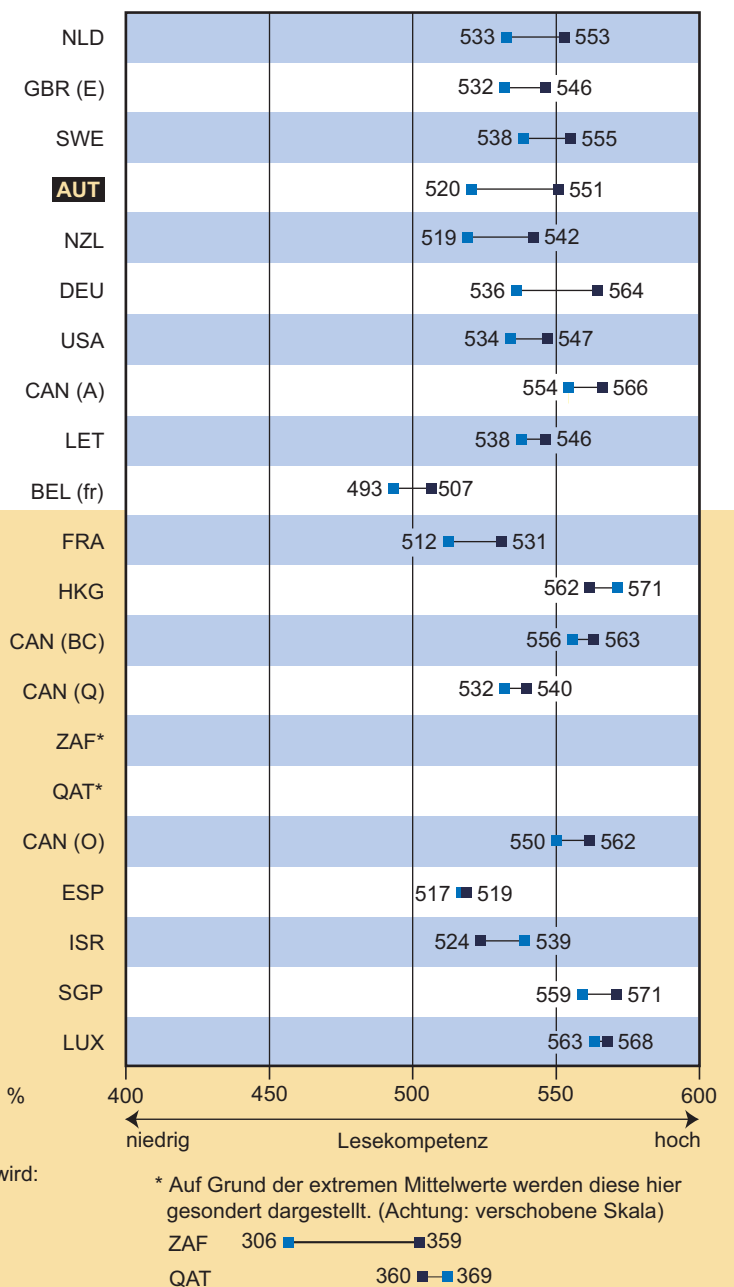 NLD 533 553
GBR (E) 532 546
SWE 538 555
AUT 520 551
NZL 519 542
DEU 536 564
USA 534 547
CAN (A) 554 566
LET 538 546
BEL (fr) 493 507
FRA 512 531
HKG 562 571
CAN (BC) 556 563
CAN (Q) 532 540
ZAF*
QAT*
CAN (O) 550 562
ESP 517 519
ISR 524 539
SGP 559 571
LUX 563 568
% 400 450 500 550 600
niedrig Lesekompetenz hoch
wird:
* Auf Grund der extremen Mittelwerte werden diese hier
gesondert dargestellt. (Achtung: verschobene Skala)
ZAF 306 359
QAT 360 369